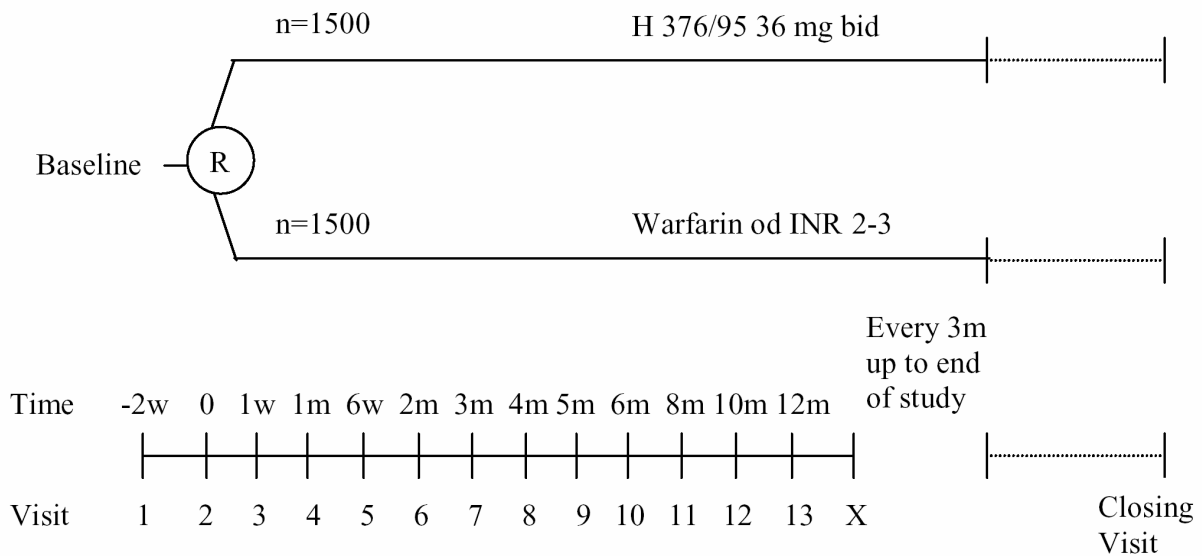 n=1500 H 376/95 36 mg bid
Baseline R
n=1500 Warfarin od INR 2-3
Every 3m
up to end
of study
Time -2w 0 1w 1m 6w 2m 3m 4m 5m 6m 8m 10m 12m
Visit 1 2 3 4 5 6 7 8 9 10 11 12 13 X
Closing
Visit